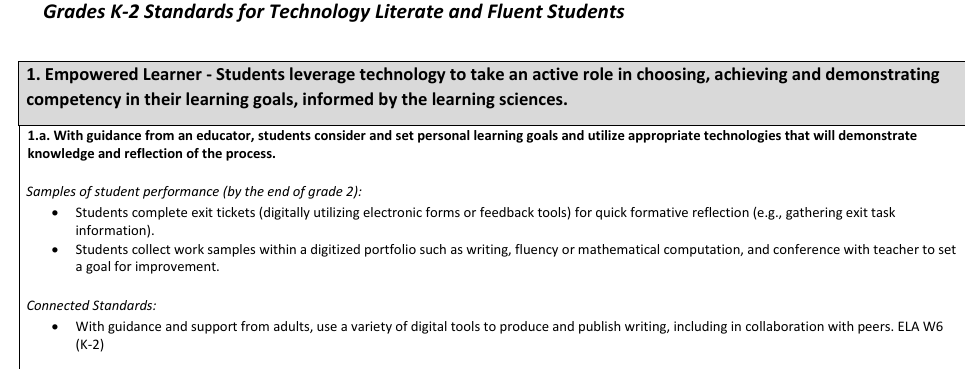 Grades K-2 Standards for Technology Literate and Fluent Students
1. Empowered Learner - Students leverage technology to take an active role in choosing, achieving and demonstrating
competency in their learning goals, informed by the learning sciences.
1.a. With guidance from an educator, students consider and set personal learning goals and utilize appropriate technologies that will demonstrate
knowledge and reflection of the process.
Samples of student performance (by the end of grade 2):
• Students complete exit tickets (digitally utilizing electronic forms or feedback tools) for quick formative reflection (e.g., gathering exit task
information).
• Students collect work samples within a digitized portfolio such as writing, fluency or mathematical computation, and conference with teacher to set
a goal for improvement.
Connected Standards:
• With guidance and support from adults, use a variety of digital tools to produce and publish writing, including in collaboration with peers. ELA W6
(K-2)